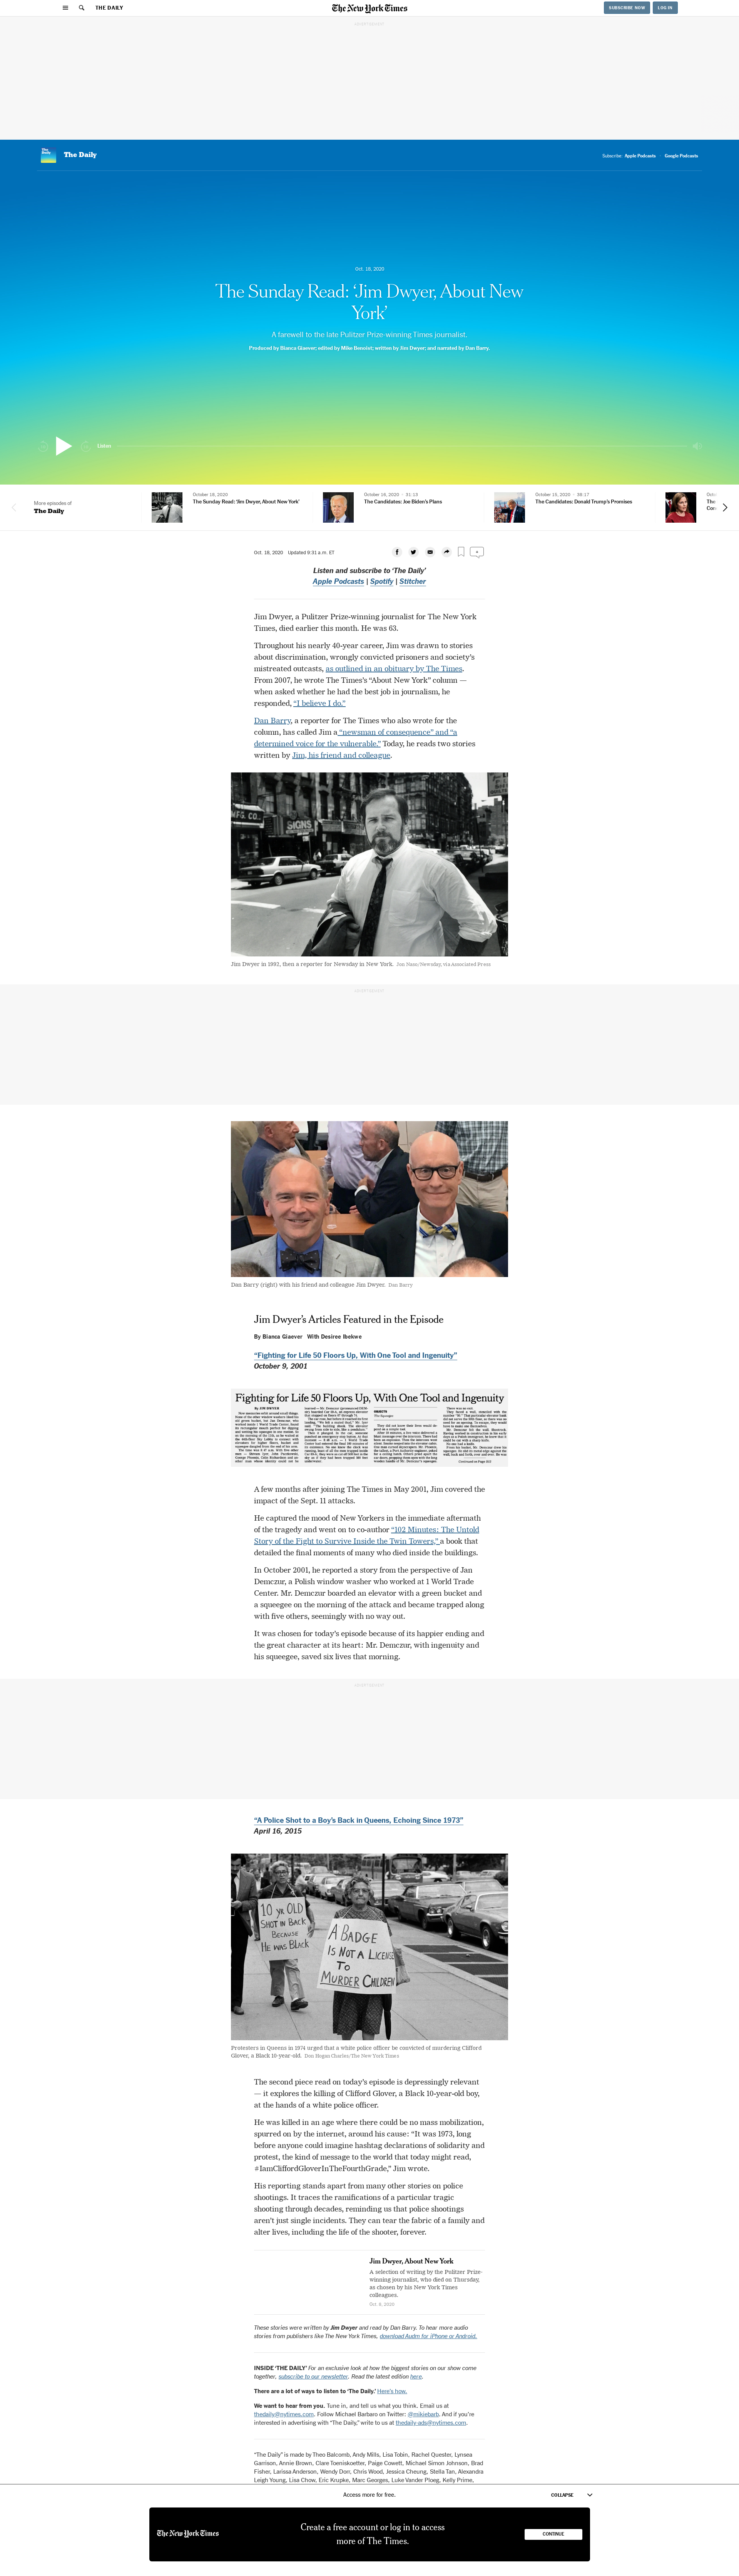 THE DAILY
The New York Times
SUBSCRIBE NOW
LOG IN
ADVERTISEMENT
The Daily
Subscribe Apple Podcasts Google Podcasts
Oct. 18, 2020
The Sunday Read: ‘Jim Dwyer, About New
York’
A farewell to the late Pulitzer Prize-winning Times journalist.
Produced by Bianca Giaever; edited by Mike Benoist; written by Jim Dwyer; and narrated by Dan Barry.
Listen
More episodes of
The Daily
October 18, 2020
The Sunday Read: ‘Jim Dwyer, About New York’
October 16, 2020
The Candidates: Joe Biden’s Plans
October 15, 2020
The Candidates: Donald Trump’s Promises
Oct. 18, 2020 Updated 9:31 a.m. ET
Listen and subscribe to ‘The Daily’
Apple Podcasts | Spotify | Stitcher
Jim Dwyer, a Pulitzer Prize-winning journalist for The New York
Times, died earlier this month. He was 63.
Throughout his nearly 40-year career, Jim was drawn to stories
about discrimination, wrongly convicted prisoners and society’s
mistreated outcasts, as outlined in an obituary by The Times.
From 2007, he wrote The Times’s “About New York” column —
when asked whether he had the best job in journalism, he
responded, “I believe I do.”
Dan Barry, a reporter for The Times who also wrote for the
column, has called Jim a “newsman of consequence” and “a
determined voice for the vulnerable.” Today, he reads two stories
written by Jim, his friend and colleague.
SIGNS
Jim Dwyer in 1992, then a reporter for Newsday in New York. Jon Naso/Newsday, via Associated Press
ADVERTISEMENT
Dan Barry (right) with his friend and colleague Jim Dwyer. Dan Barry
Jim Dwyer’s Articles Featured in the Episode
By Bianca Giaever With Desiree Ibekwe
“Fighting for Life 50 Floors Up, With One Tool and Ingenuity”
October 9, 2001
Fighting for Life 50 Floors Up, With One Tool and Ingenuity
By JIM DWYER
A few months after joining The Times in May 2001, Jim covered the
impact of the Sept. 11 attacks.
He captured the mood of New Yorkers in the immediate aftermath
of the tragedy and went on to co-author “102 Minutes: The Untold
Story of the Fight to Survive Inside the Twin Towers,” a book that
detailed the final moments of many who died inside the buildings.
In October 2001, he reported a story from the perspective of Jan
Demczur, a Polish window washer who worked at 1 World Trade
Center. Mr. Demczur boarded an elevator with a green bucket and
a squeegee on the morning of the attack and became trapped along
with five others, seemingly with no way out.
It was chosen for today’s episode because of its happier ending and
the great character at its heart: Mr. Demczur, with ingenuity and
his squeegee, saved six lives that morning.
ADVERTISEMENT
“A Police Shot to a Boy’s Back in Queens, Echoing Since 1973”
April 16, 2015
10 yr OLD
SHOT IN BACK
BECAUSE
HE WAS BLACK
A BADGE
IS NOT A LICENSE
TO
MURDER CHILDREN
Protesters in Queens in 1974 urged that a white police officer be convicted of murdering Clifford
Glover, a Black 10-year-old. Don Hogan Charles/The New York Times
The second piece read on today’s episode is depressingly relevant
— it explores the killing of Clifford Glover, a Black 10-year-old boy,
at the hands of a white police officer.
He was killed in an age where there could be no mass mobilization,
spurred on by the internet, around his cause: “It was 1973, long
before anyone could imagine hashtag declarations of solidarity and
protest, the kind of message to the world that today might read,
#IamCliffordGloverInTheFourthGrade,” Jim wrote.
His reporting stands apart from many other stories on police
shootings. It traces the ramifications of a particular tragic
shooting through decades, reminding us that police shootings
aren’t just single incidents. They can tear the fabric of a family and
alter lives, including the life of the shooter, forever.
Jim Dwyer, About New York
A selection of writing by the Pulitzer Prize-
winning journalist, who died on Thursday,
as chosen by his New York Times
colleagues.
Oct. 8, 2020
These stories were written by Jim Dwyer and read by Dan Barry. To hear more audio
stories from publishers like The New York Times, download Audm for iPhone or Android.
INSIDE ‘THE DAILY’ For an exclusive look at how the biggest stories on our show come
together, subscribe to our newsletter. Read the latest edition here.
There are a lot of ways to listen to ‘The Daily.’ Here’s how.
We want to hear from you. Tune in, and tell us what you think. Email us at
thedaily@nytimes.com. Follow Michael Barbaro on Twitter: @mikiebarb. And if you’re
interested in advertising with “The Daily,” write to us at thedaily-ads@nytimes.com.
“The Daily” is made by Theo Balcomb, Andy Mills, Lisa Tobin, Rachel Quester, Lynsea
Garrison, Annie Brown, Clare Toeniskoetter, Paige Cowett, Michael Simon Johnson, Brad
Fisher, Larissa Anderson, Wendy Dorr, Chris Wood, Jessica Cheung, Stella Tan, Alexandra
Leigh Young, Lisa Chow, Eric Krupke, Marc Georges, Luke Vander Ploeg, Kelly Prime,
Access more for free.
COLLAPSE
The New York Times
Create a free account or log in to access
more of The Times.
CONTINUE